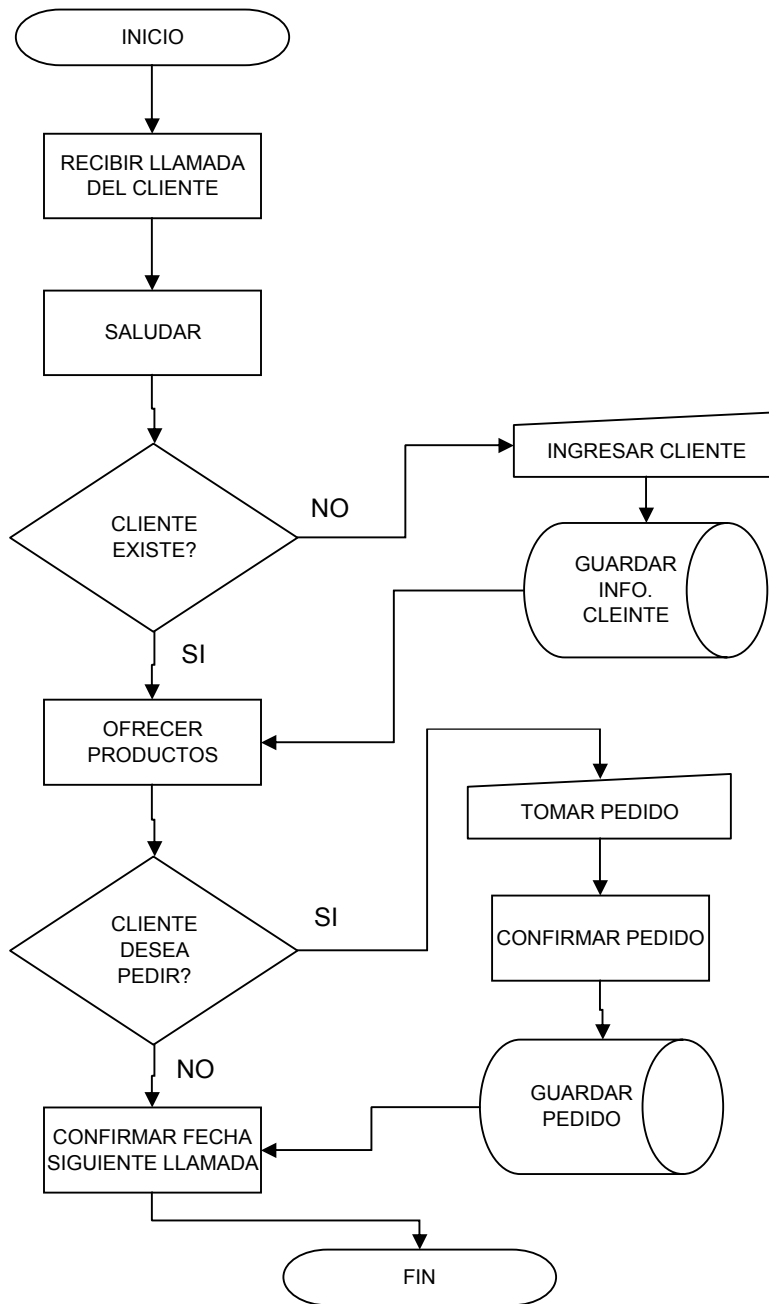 INICIO
RECIBIR LLAMADA
DEL CLIENTE
SALUDAR
CLIENTE
EXISTE?
NO
INGRESAR CLIENTE
GUARDAR
INFO.
CLEINTE
SI
OFRECER
PRODUCTOS
CLIENTE
DESEA
PEDIR?
SI
TOMAR PEDIDO
CONFIRMAR PEDIDO
GUARDAR
PEDIDO
NO
CONFIRMAR FECHA
SIGUIENTE LLAMADA
FIN